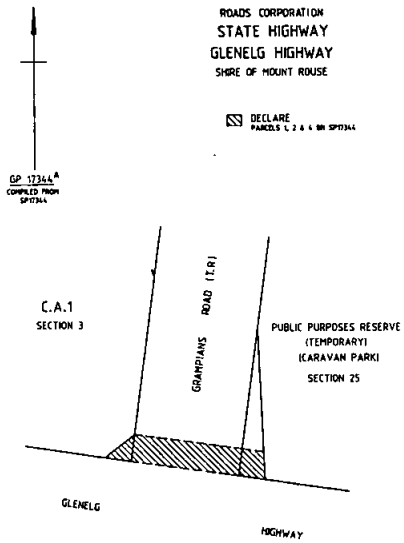 ROADS CORPORATION
STATE HIGHWAY
GLENELG HIGHWAY
SHIRE OF MOUNT ROUSE
DECLARE
PARCELS 1, 2 & 4 ON SP17344
GP 17344A
COMPILED FROM
SP17344
C.A.1
SECTION 3
GRAMPIANS ROAD (T.R)
PUBLIC PURPOSES RESERVE
(TEMPORARY)
(CARAVAN PARK)
SECTION 25
GLENELG
HIGHWAY